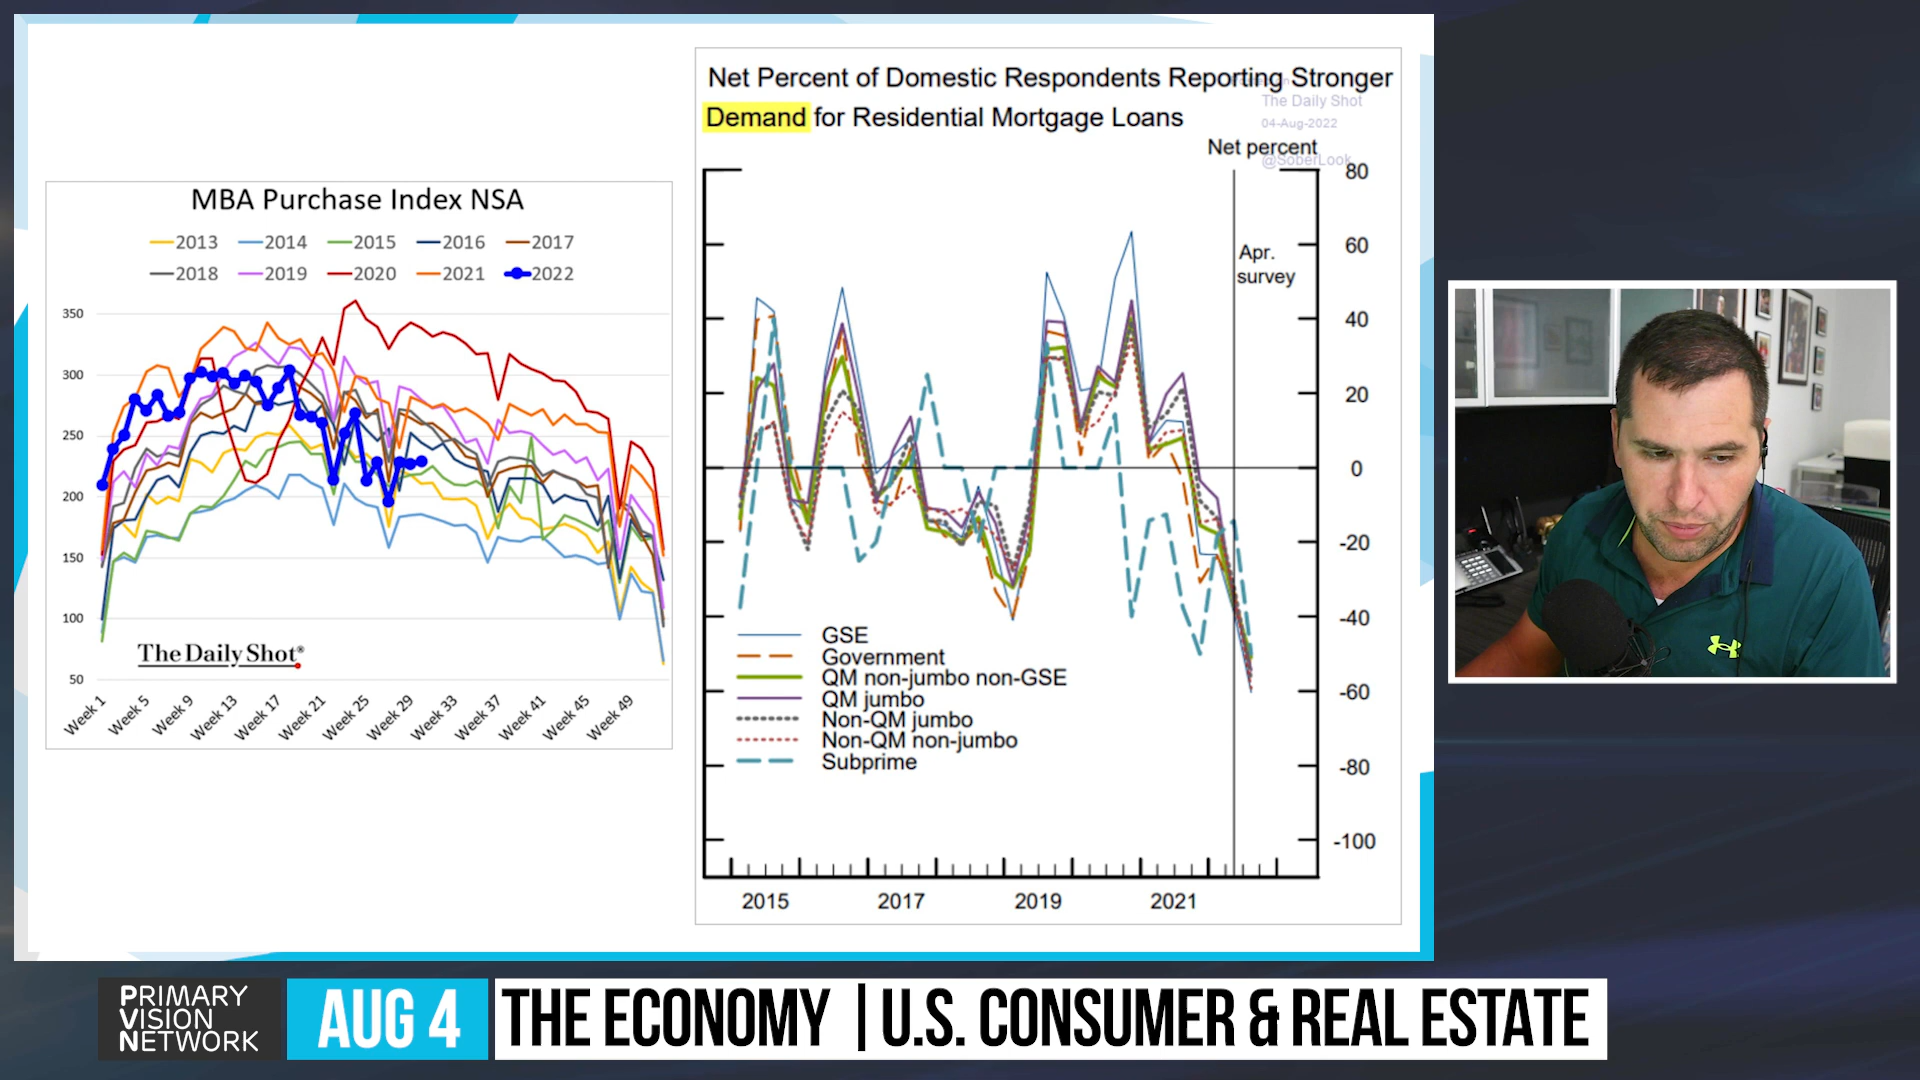 MBA Purchase Index NSA
2013 2014 2015 2016 2017
2018 2019 2020 2021 2022
350
300
250
200
150
100
50
The Daily Shot
Week 1 Week 5 Week 9 Week 13 Week 17 Week 21 Week 25 Week 29 Week 33 Week 37 Week 41 Week 45 Week 49
Net Percent of Domestic Respondents Reporting Stronger
Demand for Residential Mortgage Loans
The Daily Shot
04-Aug-2022
@SoberLook
Net percent
80
60
40
20
0
-20
-40
-60
-80
-100
Apr.
survey
GSE
Government
QM non-jumbo non-GSE
QM jumbo
Non-QM jumbo
Non-QM non-jumbo
Subprime
2015 2017 2019 2021
PRIMARY
VISION
NETWORK
AUG 4
THE ECONOMY | U.S. CONSUMER & REAL ESTATE